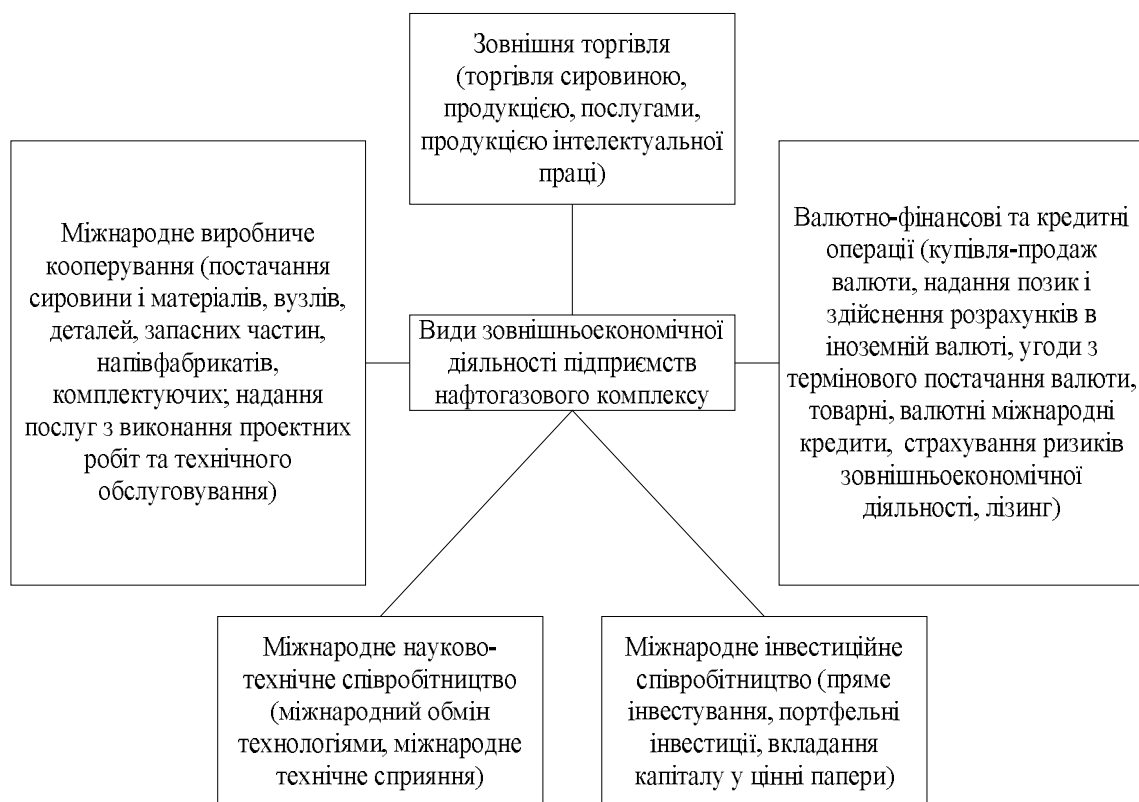 Зовнішня торгівля
(торгівля сировиною,
продукцією, послугами,
продукцією інтелектуальної
праці)
Міжнародне виробниче
кооперування (постачання
сировини і матеріалів, вузлів,
деталей, запасних частин,
напівфабрикатів,
комплектуючих; надання
послуг з виконання проектних
робіт та технічного
обслуговування)
Види зовнішньоекономічної
діяльності підприємств
нафтогазового комплексу
Валютно-фінансові та кредитні
операції (купівля-продаж
валюти, надання позик і
здійснення розрахунків в
іноземній валюті, угоди з
термінового постачання валюти,
товарні, валютні міжнародні
кредити, страхування ризиків
зовнішньоекономічної
діяльності, лізинг)
Міжнародне науково-
технічне співробітництво
(міжнародний обмін
технологіями, міжнародне
технічне сприяння)
Міжнародне інвестиційне
співробітництво (пряме
інвестування, портфельні
інвестиції, вкладання
капіталу у цінні папери)